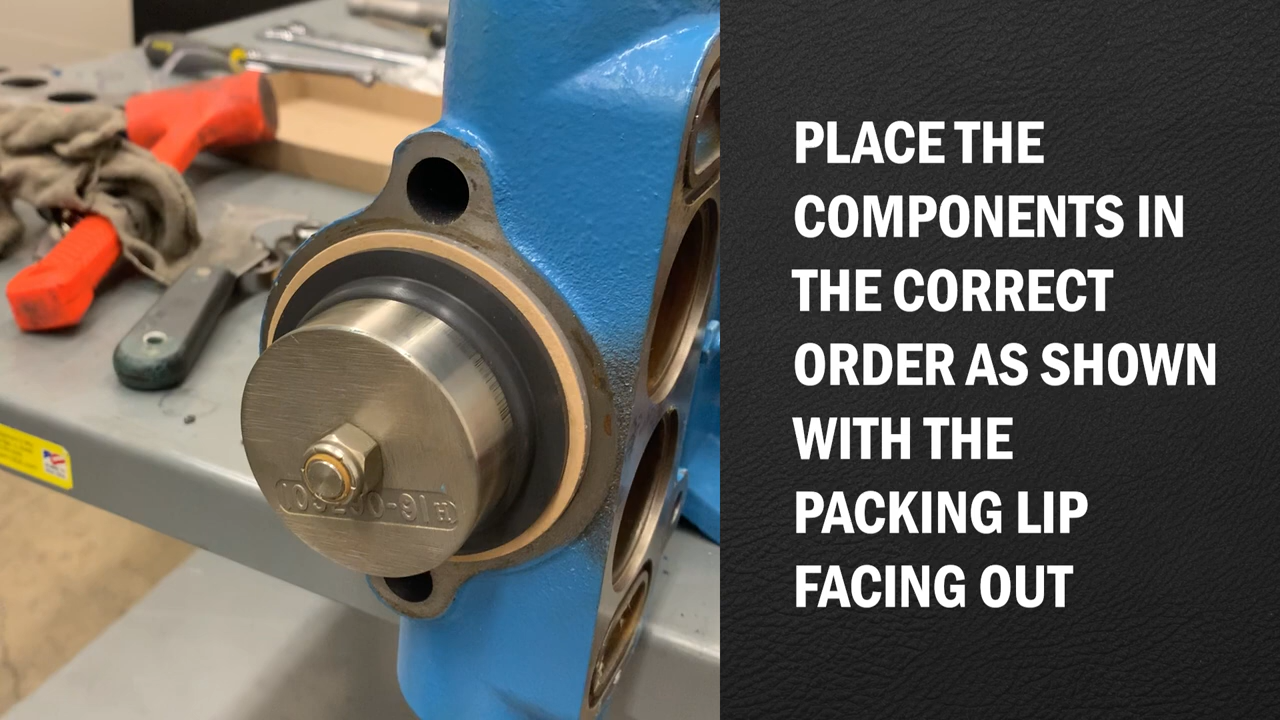 PLACE THE
COMPONENTS IN
THE CORRECT
ORDER AS SHOWN
WITH THE
PACKING LIP
FACING OUT